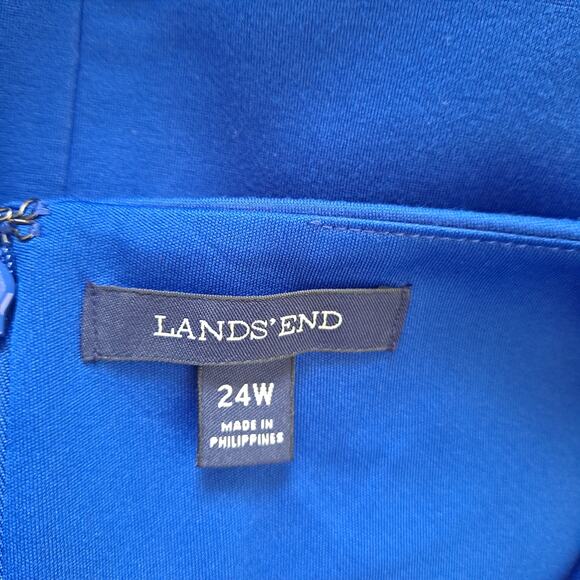 LANDS' END
24W
MADE IN
PHILIPPINES